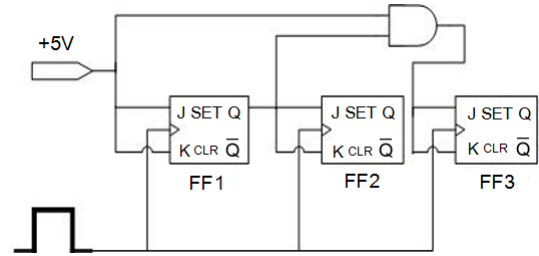 +5V
J SET Q
K CLR Q̅
FF1
J SET Q
K CLR Q̅
FF2
J SET Q
K CLR Q̅
FF3